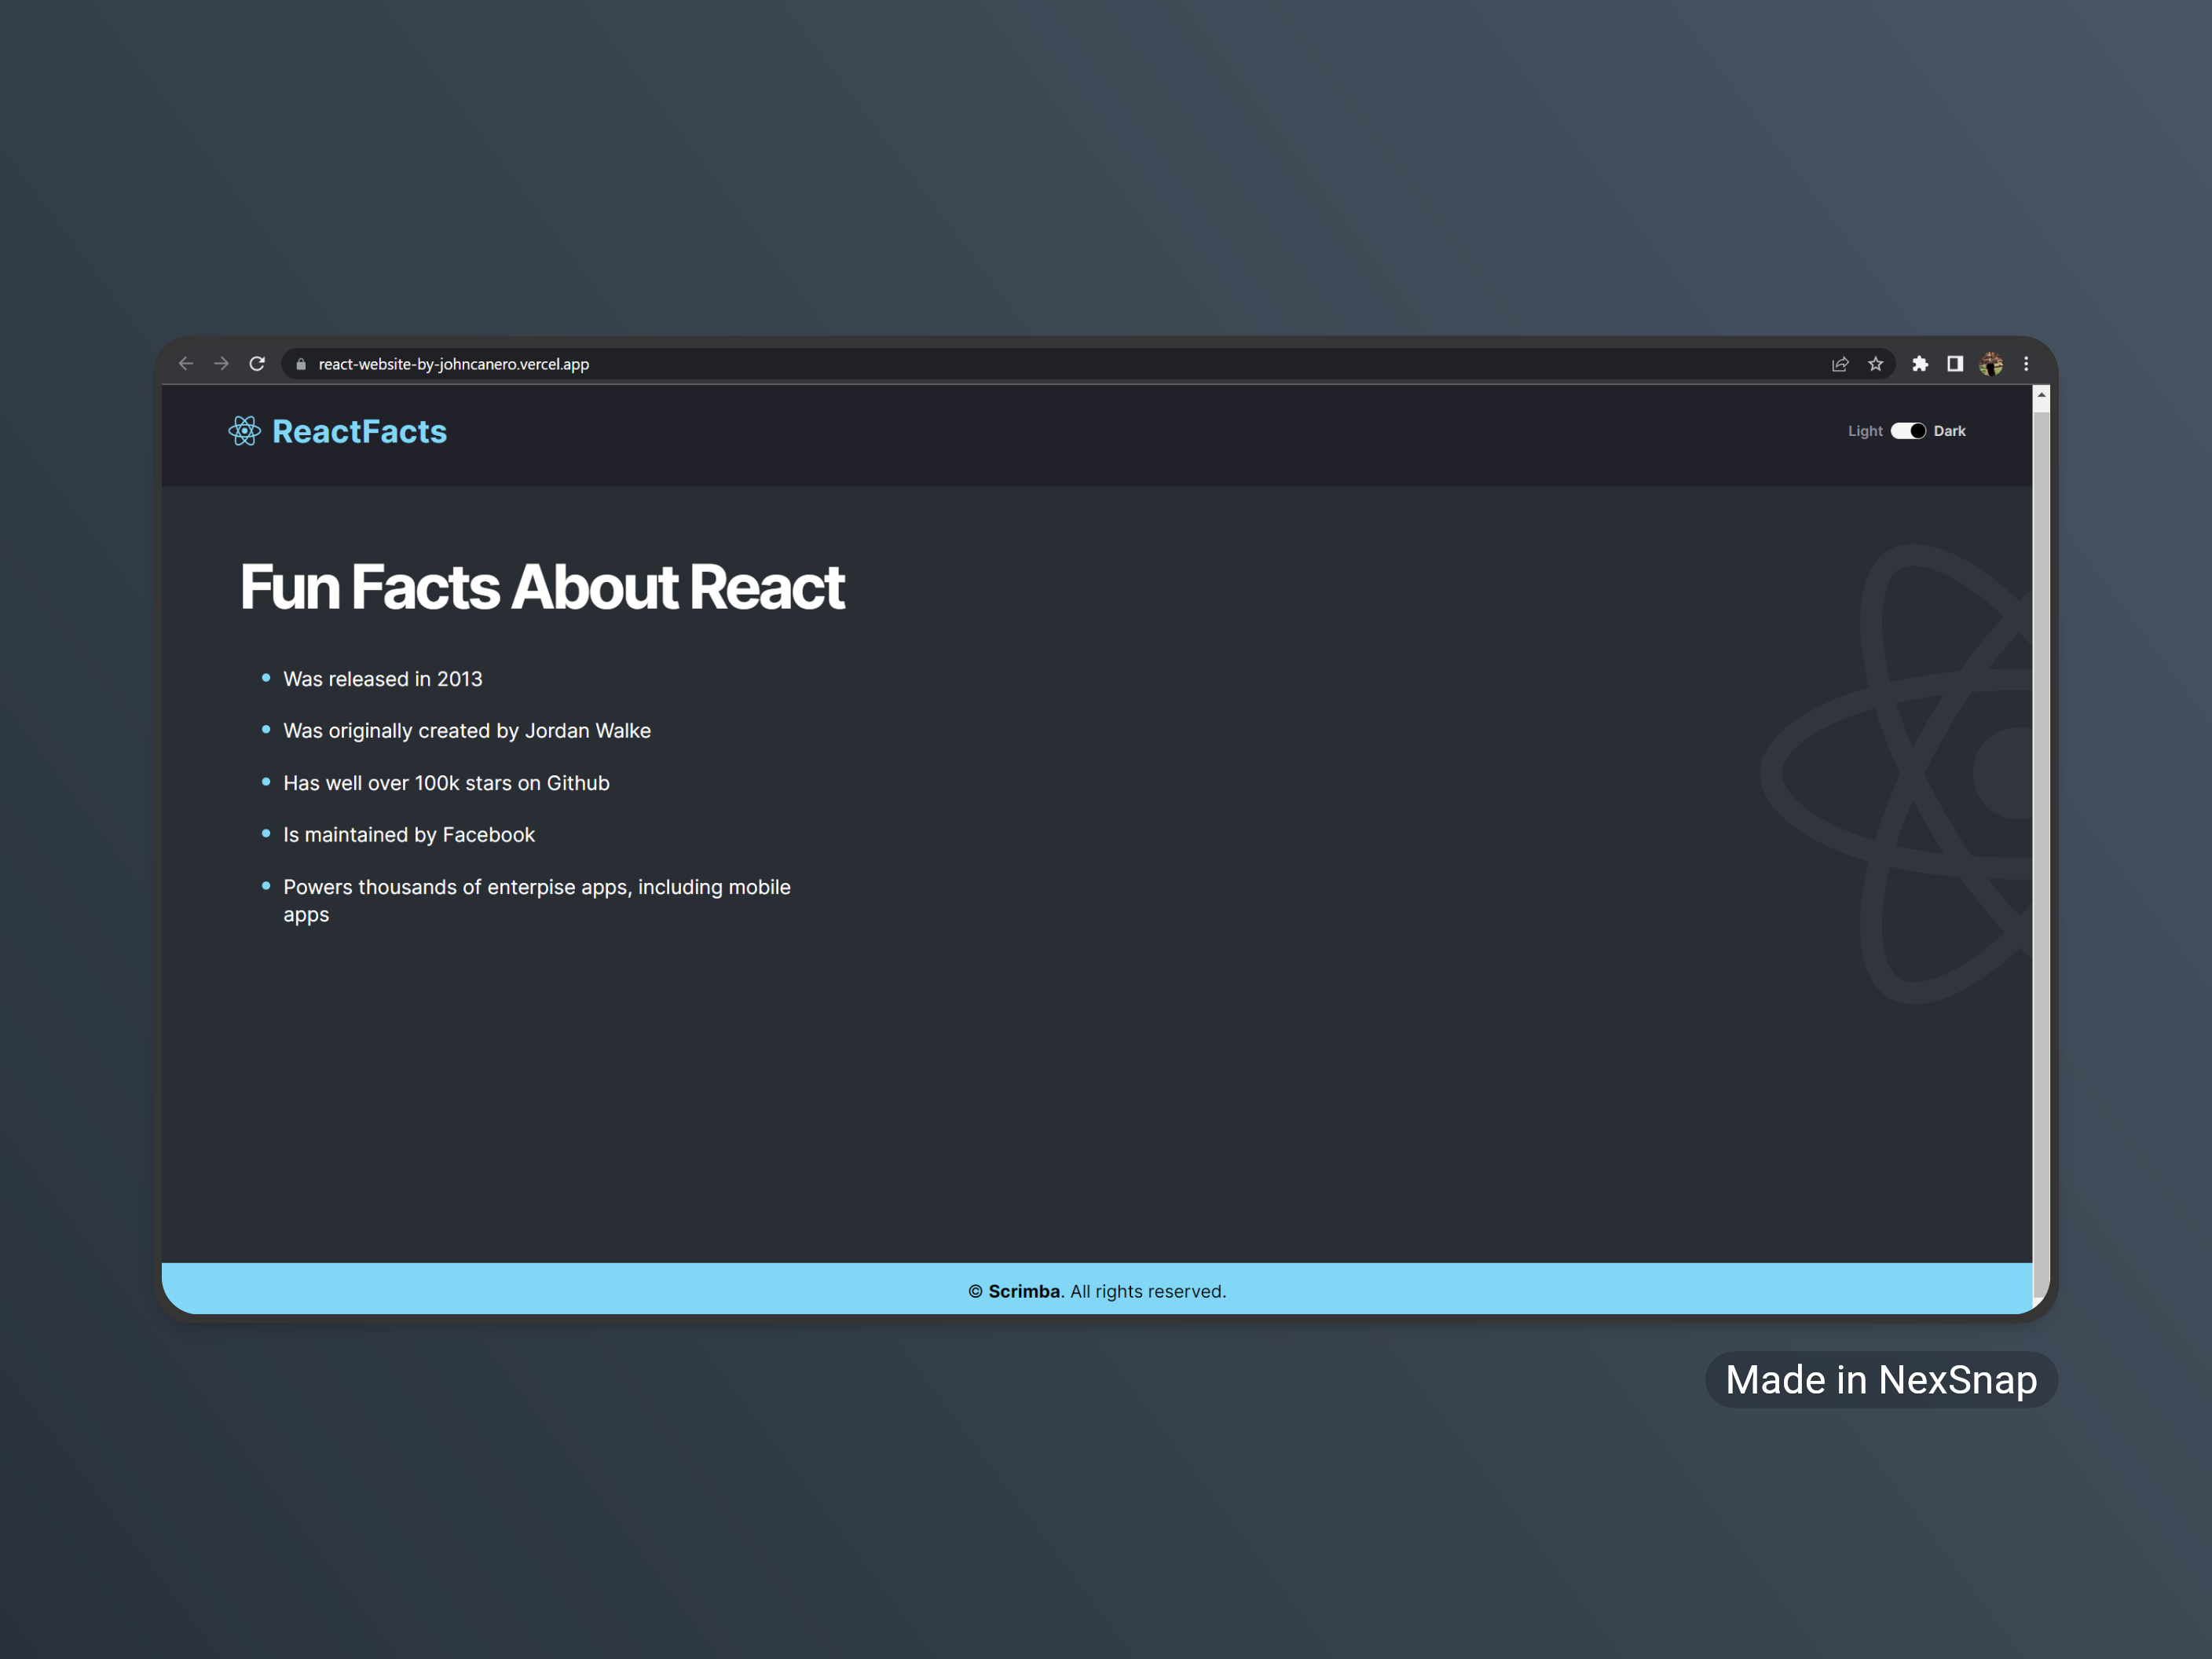 react-website-by-johncanero.vercel.app
ReactFacts
Light Dark
Fun Facts About React
Was released in 2013
Was originally created by Jordan Walke
Has well over 100k stars on Github
Is maintained by Facebook
Powers thousands of enterpise apps, including mobile
apps
© Scrimba. All rights reserved.
Made in NexSnap